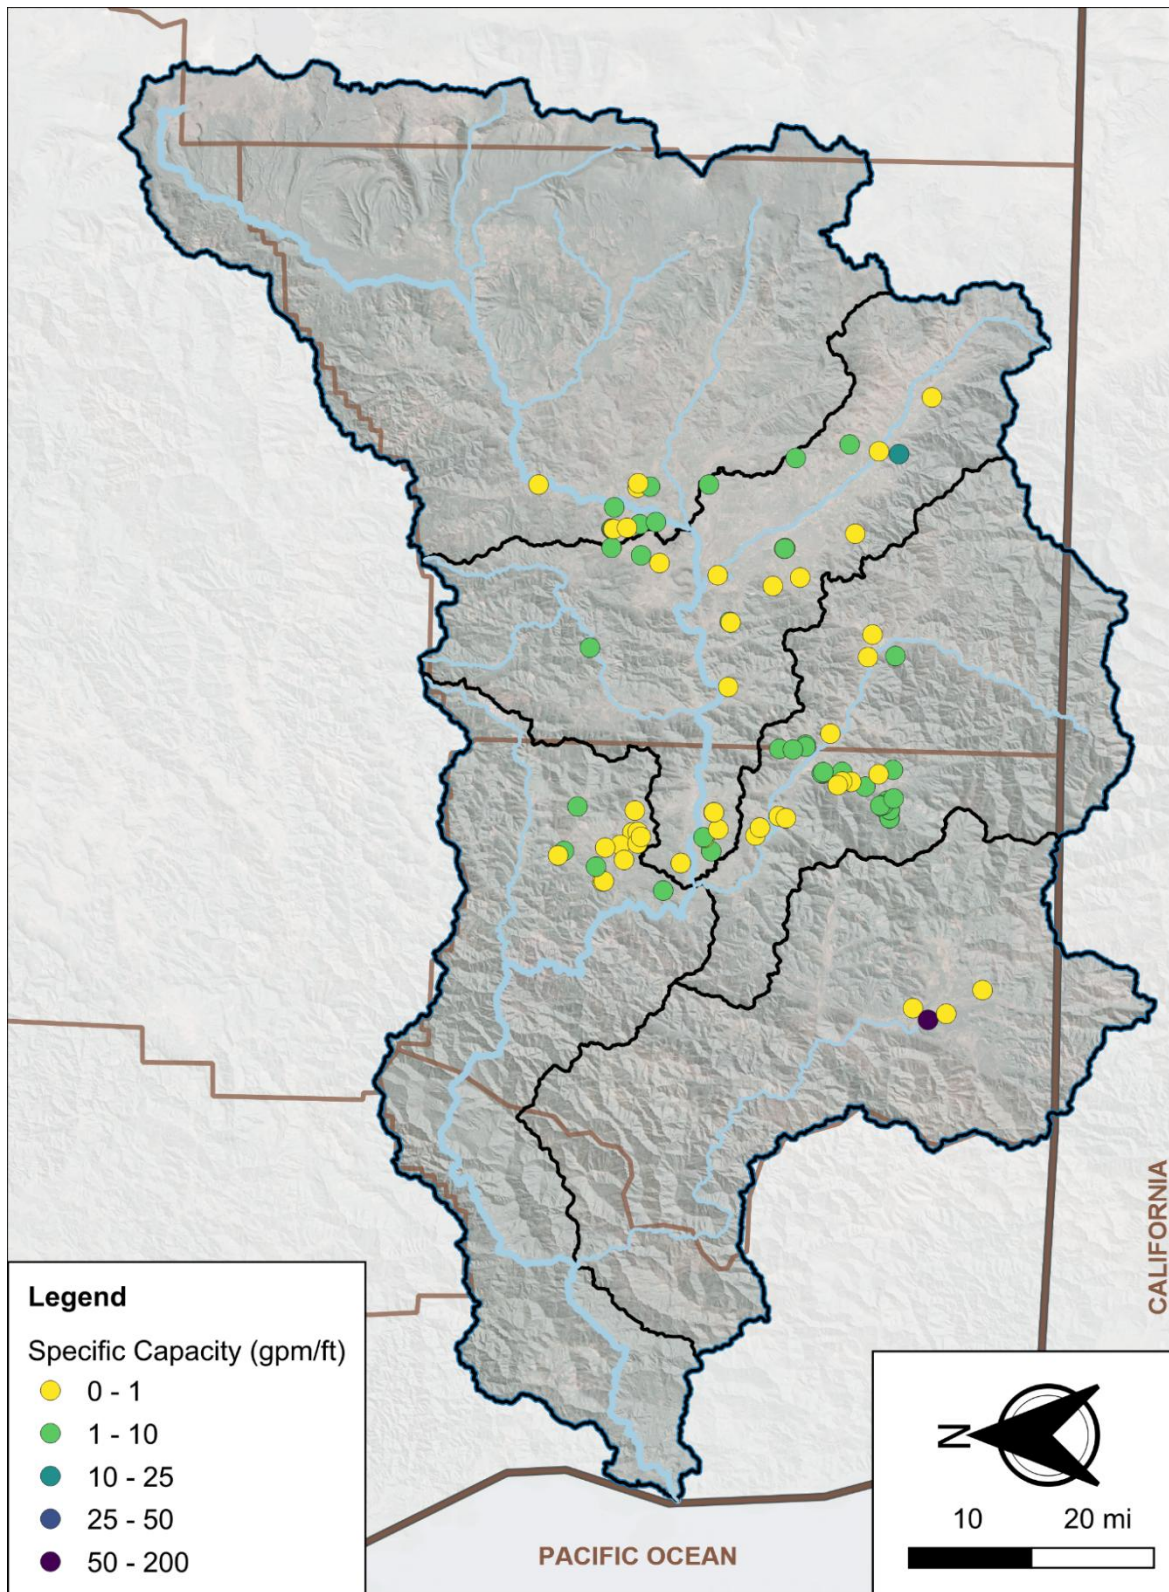 CALIFORNIA
Legend
Specific Capacity (gpm/ft)
0 - 1
1 - 10
10 - 25
25 - 50
50 - 200
PACIFIC OCEAN
N
10 20 mi